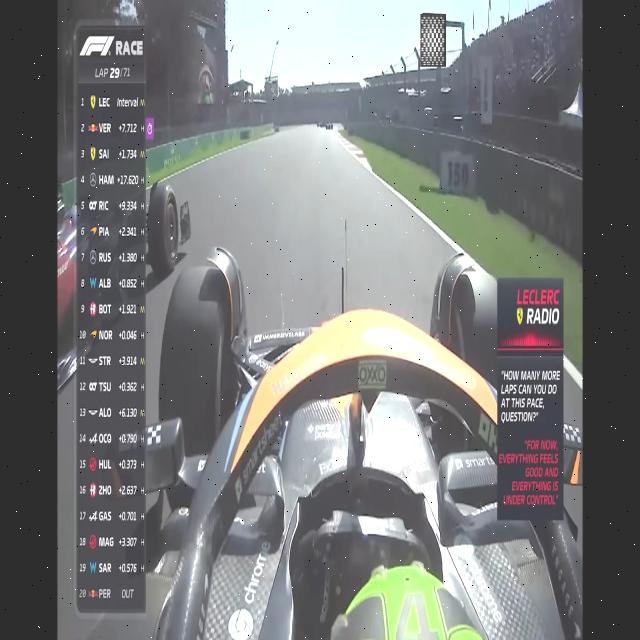 F1 RACE
LAP 29/71
1 LEC Interval M
2 VER +7.712 H
3 SAI +1.734 M
4 HAM +17.620 H
5 RIC +9.334 H
6 PIA +2.341 H
7 RUS +1.380 H
8 ALB +0.852 H
9 BOT +1.921 M
10 NOR +0.046 H
11 STR +3.914 M
12 TSU +0.362 H
13 ALO +6.130 M
14 OCO +0.790 H
15 HUL +0.373 H
16 ZHO +2.637 H
17 GAS +0.701 H
18 MAG +3.307 H
19 SAR +0.576 H
20 PER OUT
150
LECLERC
RADIO
"HOW MANY MORE
LAPS CAN YOU DO
AT THIS PACE,
QUESTION?"
"FOR NOW,
EVERYTHING FEELS
GOOD AND
EVERYTHING IS
UNDER CONTROL"
OXXO
smart
chrome
4